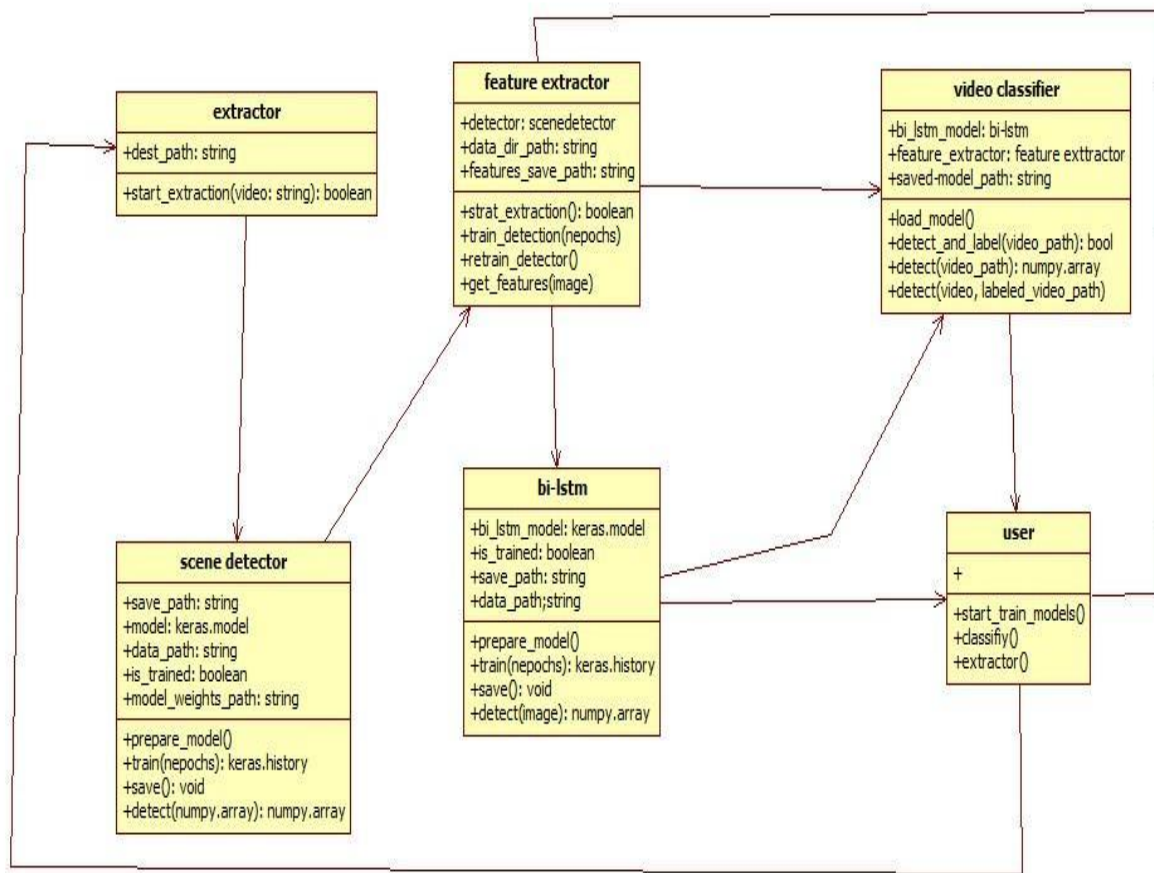 extractor
+dest_path: string
+start_extraction(video: string): boolean
feature extractor
+detector: scenedetector
+data_dir_path: string
+features_save_path: string
+strat_extraction(): boolean
+train_detection(nepochs)
+retrain_detector()
+get_features(image)
video classifier
+bi_lstm_model: bi-lstm
+feature_extractor: feature exttractor
+saved-model_path: string
+load_model()
+detect_and_label(video_path): bool
+detect(video_path): numpy.array
+detect(video, labeled_video_path)
scene detector
+save_path: string
+model: keras.model
+data_path: string
+is_trained: boolean
+model_weights_path: string
+prepare_model()
+train(nepochs): keras.history
+save(): void
+detect(numpy.array): numpy.array
bi-lstm
+bi_lstm_model: keras.model
+is_trained: boolean
+save_path: string
+data_path;string
+prepare_model()
+train(nepochs): keras.history
+save(): void
+detect(image): numpy.array
user
+
+start_train_models()
+classifiy()
+extractor()